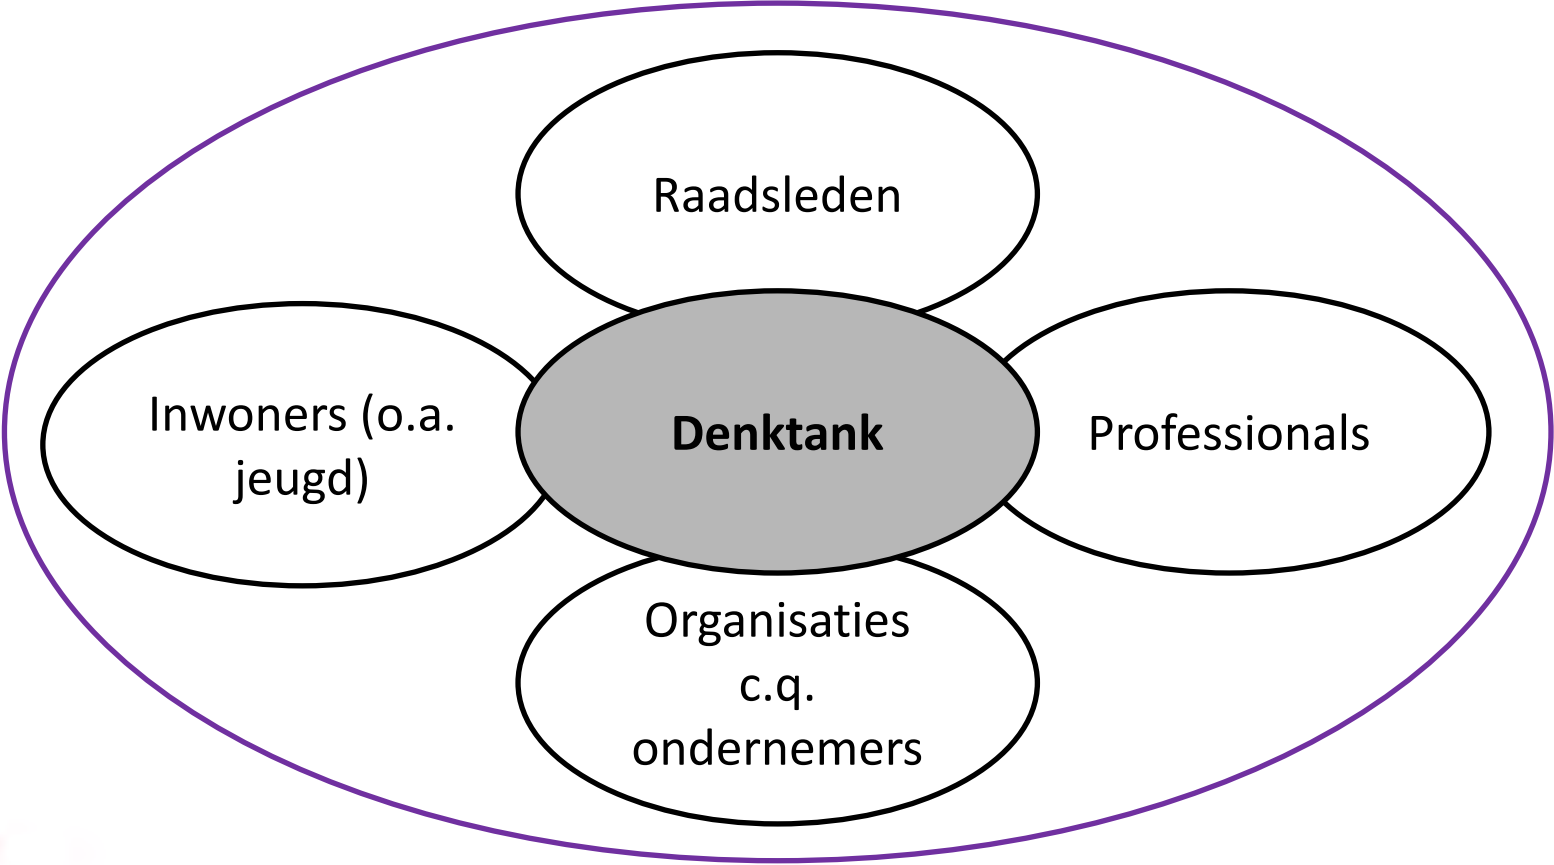 Raadsleden
Inwoners (o.a.
jeugd)
Denktank
Professionals
Organisaties
c.q.
ondernemers